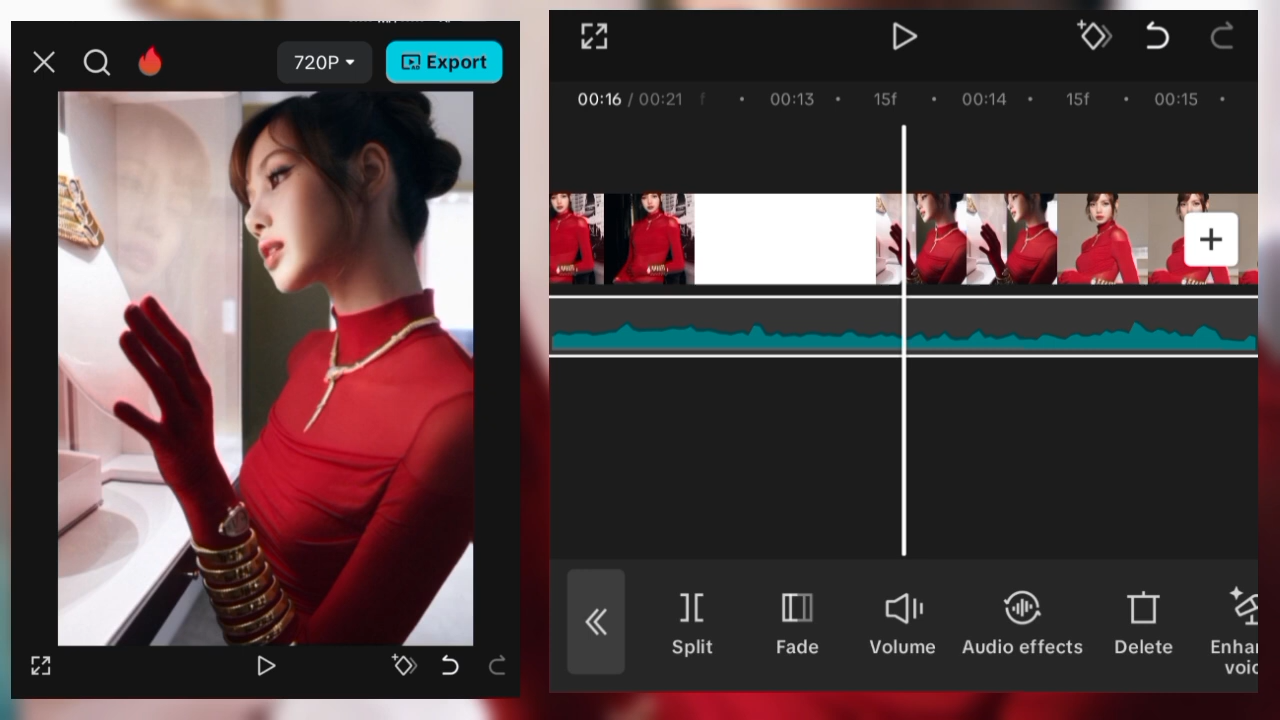 720P
Export
00:16 / 00:21 f 00:13 15f 00:14 15f 00:15
Split
Fade
Volume
Audio effects
Delete